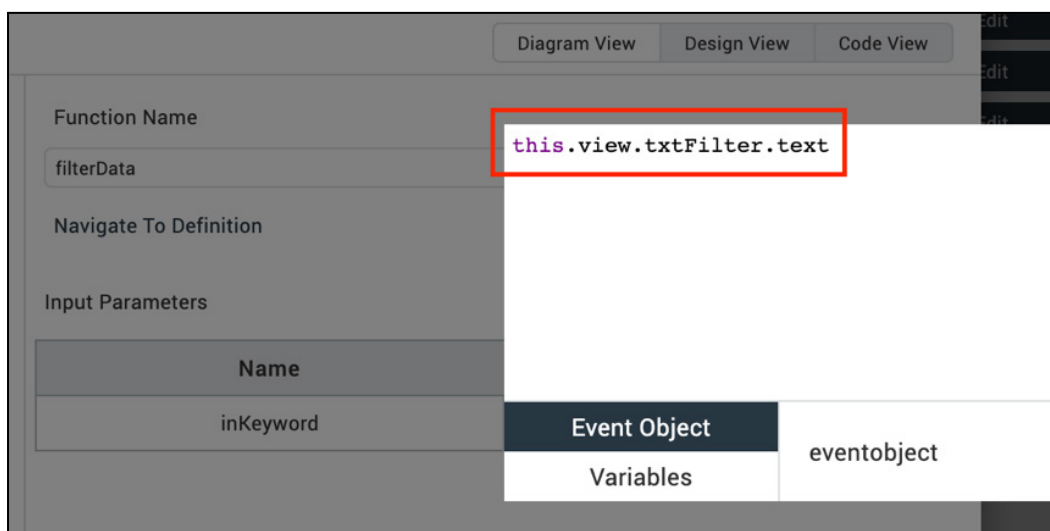 Diagram View Design View Code View
Edit
Edit
Edit
Function Name
this.view.txtFilter.text
filterData
Navigate To Definition
Input Parameters
Name
inKeyword
Event Object
eventobject
Variables